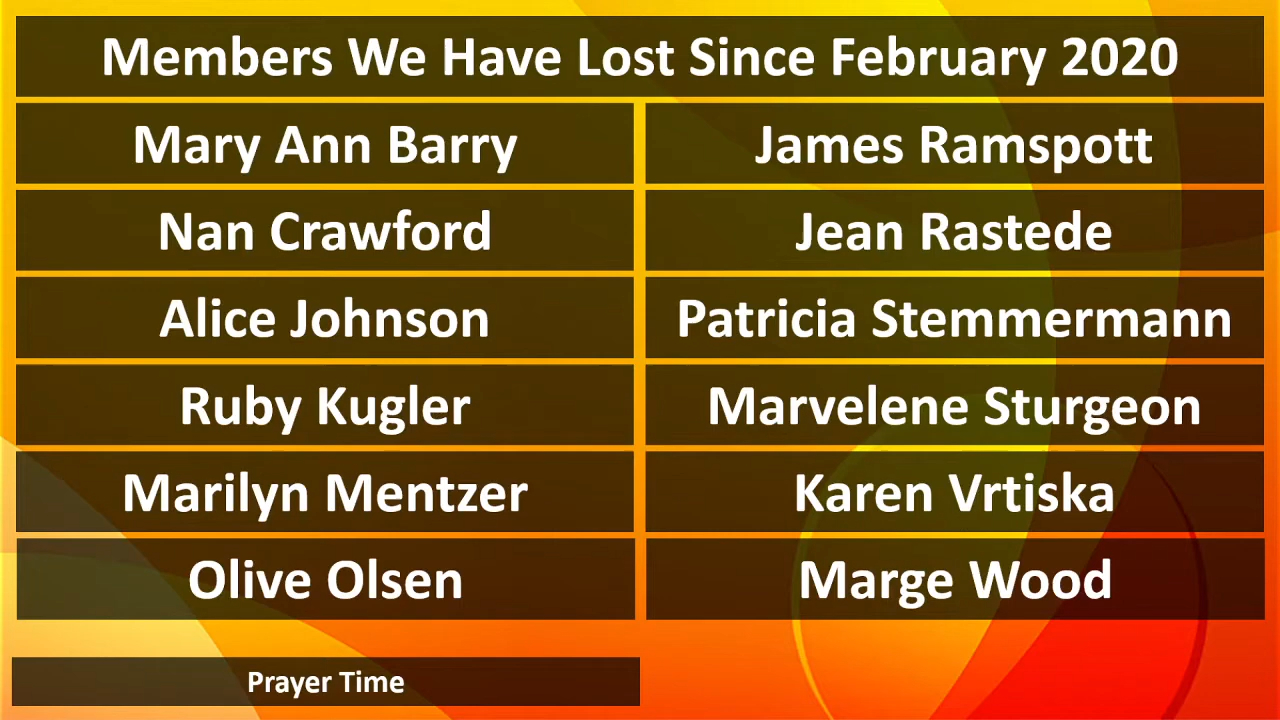 Members We Have Lost Since February 2020
Mary Ann Barry
James Ramspott
Nan Crawford
Jean Rastede
Alice Johnson
Patricia Stemmermann
Ruby Kugler
Marvelene Sturgeon
Marilyn Mentzer
Karen Vrtiska
Olive Olsen
Marge Wood
Prayer Time